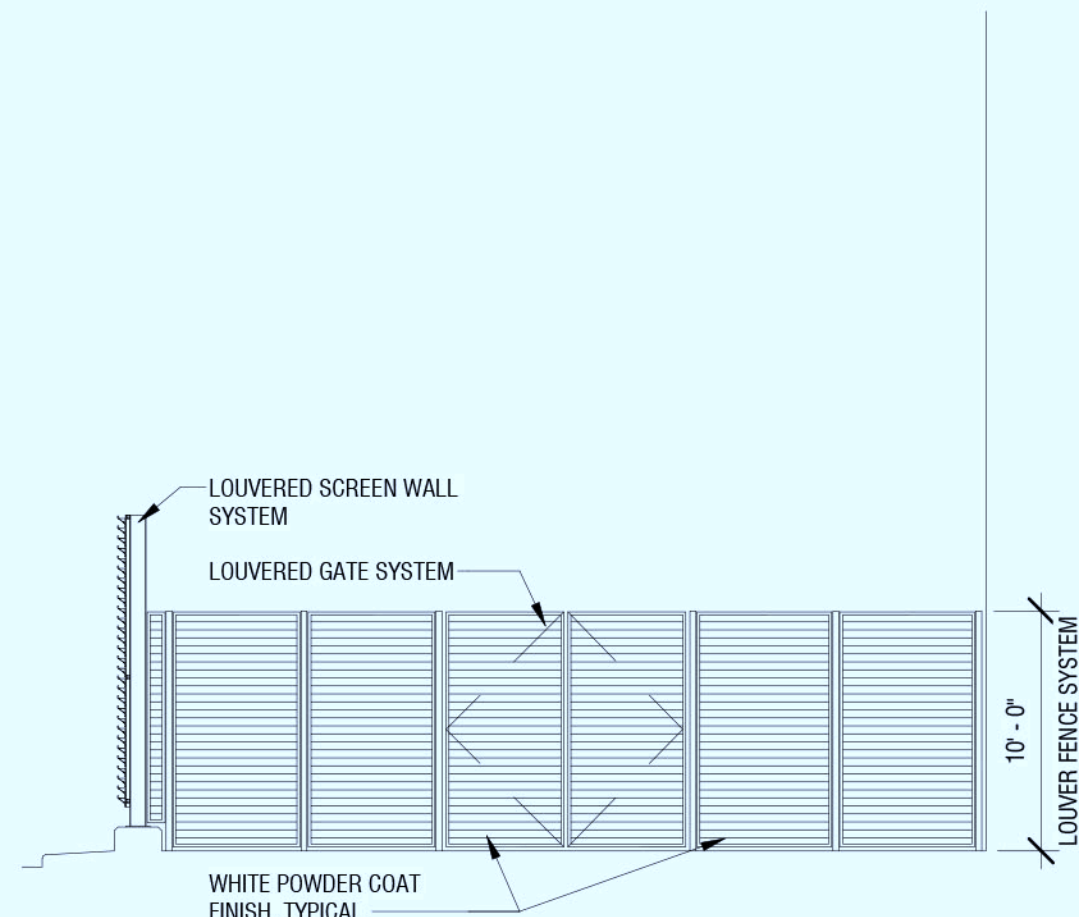 LOUVERED SCREEN WALL
SYSTEM
LOUVERED GATE SYSTEM
10' - 0"
LOUVER FENCE SYSTEM
WHITE POWDER COAT
FINISH, TYPICAL